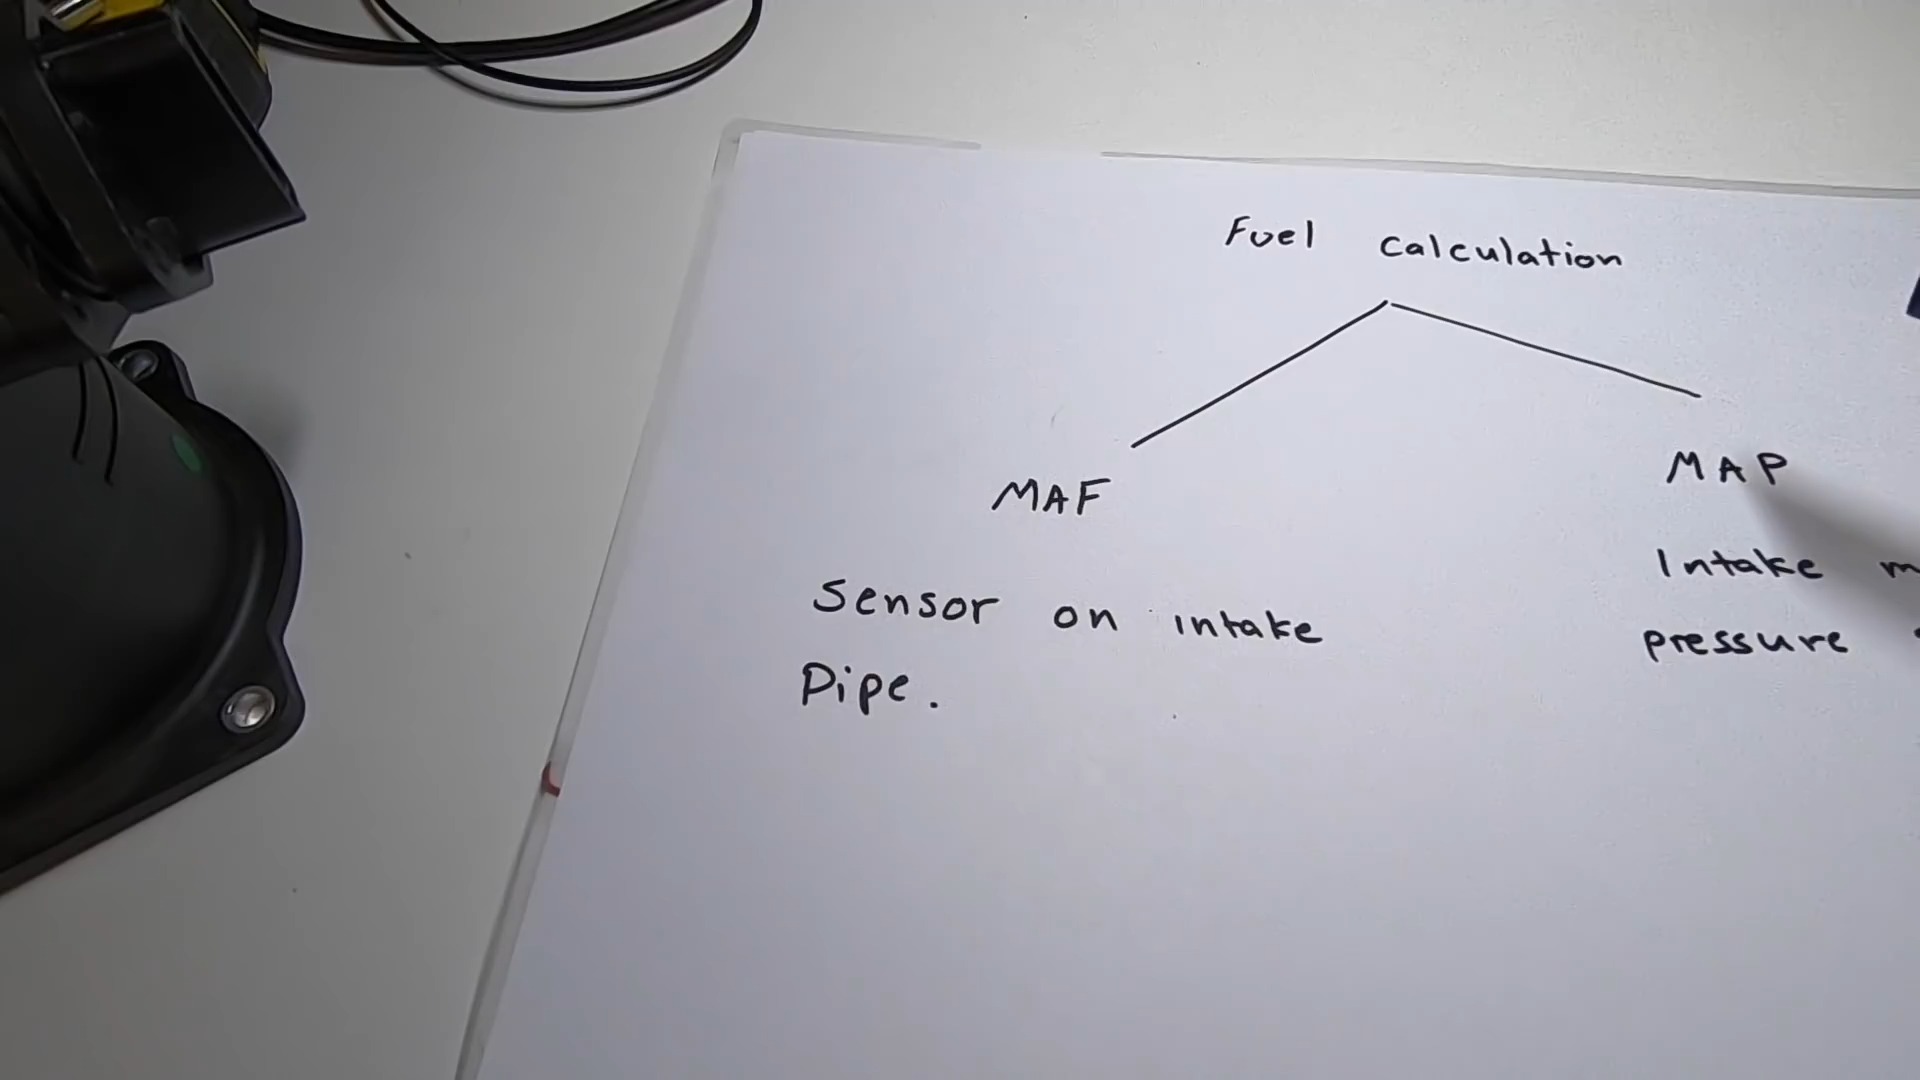 Fuel calculation
MAF
MAP
Sensor on intake
Pipe.
Intake
pressure